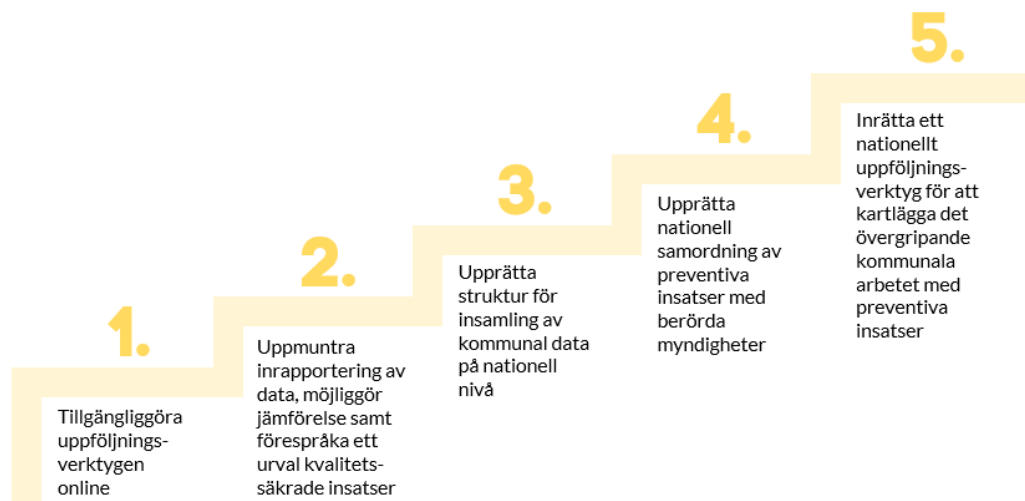 1.
Tillgängliggöra
uppföljnings-
verktygen
online
2.
Uppmuntra
inrapportering av
data, möjliggör
jämförelse samt
förespråka ett
urval kvalitets-
säkrade insatser
3.
Upprätta
struktur för
insamling av
kommunal data
på nationell
nivå
4.
Upprätta
nationell
samordning av
preventiva
insatser med
berörda
myndigheter
5.
Inrätta ett
nationellt
uppföljnings-
verktyg för att
kartlägga det
övergripande
kommunala
arbetet med
preventiva
insatser